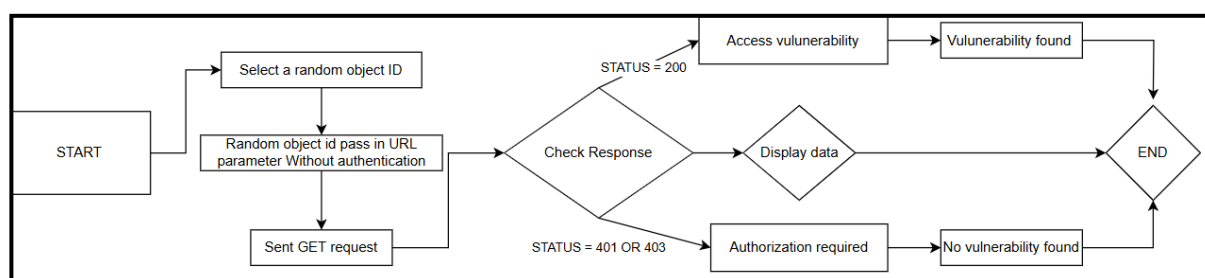 START
Select a random object ID
Random object id pass in URL
parameter Without authentication
Sent GET request
Check Response
STATUS = 200
Access vulunerability
Vulunerability found
Display data
STATUS = 401 OR 403
Authorization required
No vulnerability found
END